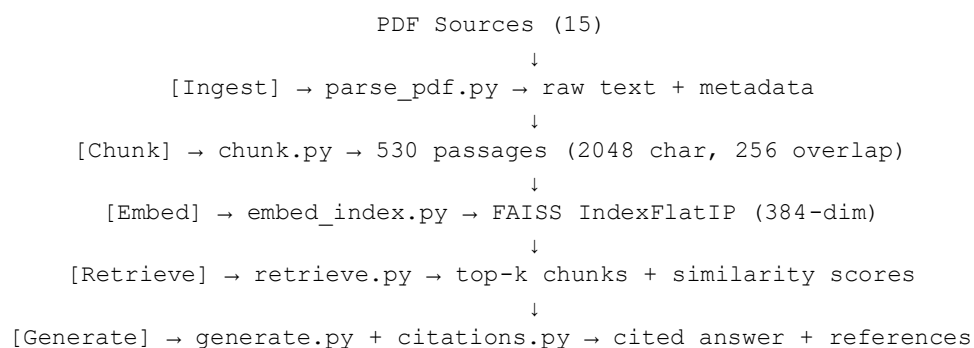 PDF Sources (15)
↓
[Ingest] → parse_pdf.py → raw text + metadata
↓
[Chunk] → chunk.py → 530 passages (2048 char, 256 overlap)
↓
[Embed] → embed_index.py → FAISS IndexFlatIP (384-dim)
↓
[Retrieve] → retrieve.py → top-k chunks + similarity scores
↓
[Generate] → generate.py + citations.py → cited answer + references